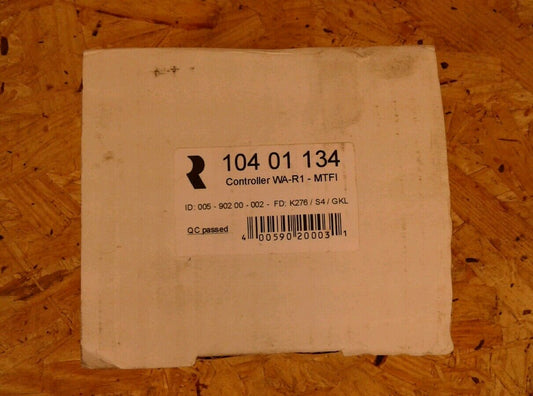 R 104 01 134
Controller WA-R1 - MTFI
ID: 005 - 902 00 - 002 - FD: K276 / S4 / GKL
QC passed
4 00590 20003 1